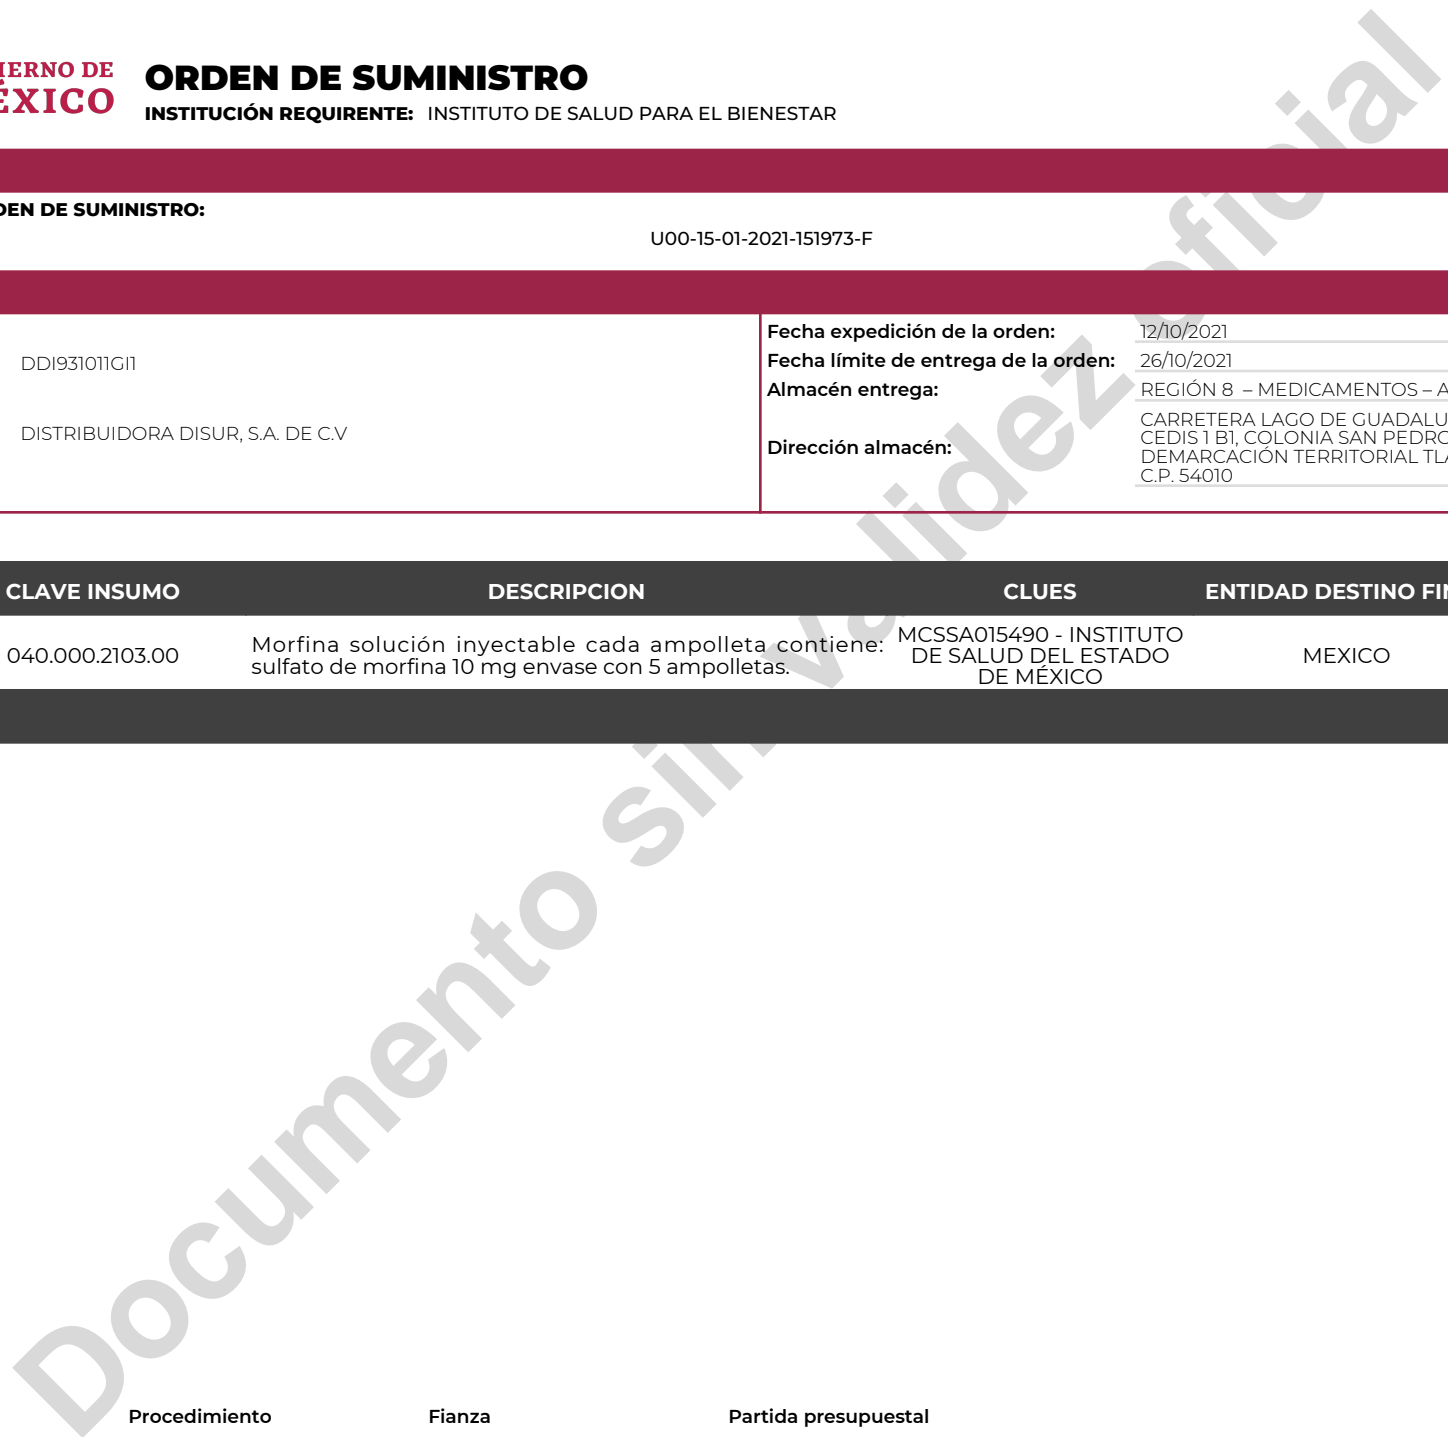 IERNO DE
ÉXICO
ORDEN DE SUMINISTRO
INSTITUCIÓN REQUIRENTE: INSTITUTO DE SALUD PARA EL BIENESTAR
DEN DE SUMINISTRO:
U00-15-01-2021-151973-F
DDI931011GI1
DISTRIBUIDORA DISUR, S.A. DE C.V
Fecha expedición de la orden: 12/10/2021
Fecha límite de entrega de la orden: 26/10/2021
Almacén entrega: REGIÓN 8 – MEDICAMENTOS – A
Dirección almacén:
CARRETERA LAGO DE GUADALU
CEDIS 1 B1, COLONIA SAN PEDRO
DEMARCACIÓN TERRITORIAL TLA
C.P. 54010
CLAVE INSUMO DESCRIPCION CLUES ENTIDAD DESTINO FIN
040.000.2103.00
Morfina solución inyectable cada ampolleta contiene:
sulfato de morfina 10 mg envase con 5 ampolletas.
MCSSA015490 - INSTITUTO
DE SALUD DEL ESTADO
DE MÉXICO
MEXICO
Documento sin validez oficial
Procedimiento Fianza Partida presupuestal